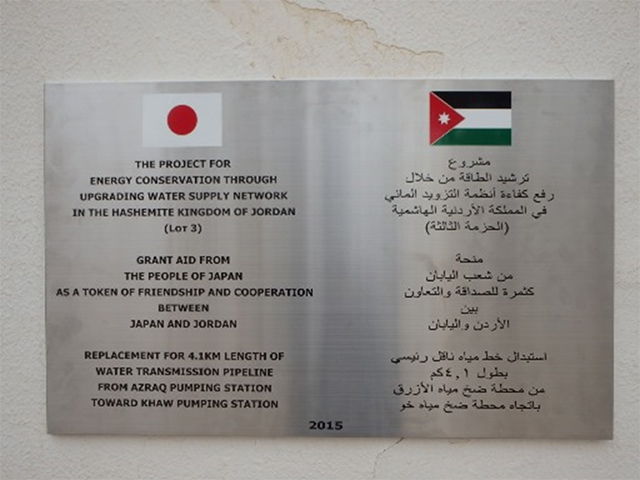 THE PROJECT FOR
ENERGY CONSERVATION THROUGH
UPGRADING WATER SUPPLY NETWORK
IN THE HASHEMITE KINGDOM OF JORDAN
(LOT 3)
GRANT AID FROM
THE PEOPLE OF JAPAN
AS A TOKEN OF FRIENDSHIP AND COOPERATION
BETWEEN
JAPAN AND JORDAN
REPLACEMENT FOR 4.1KM LENGTH OF
WATER TRANSMISSION PIPELINE
FROM AZRAQ PUMPING STATION
TOWARD KHAW PUMPING STATION
مشروع
ترشيد الطاقة من خلال
رفع كفاءة أنظمة التزويد المائي
في المملكة الأردنية الهاشمية
(الحزمة الثالثة)
منحة
من شعب اليابان
كثمرة للصداقة والتعاون
بين
الأردن واليابان
استبدال خط مياه ناقل رئيسي
بطول ٤,١كم
من محطة ضخ مياه الأزرق
باتجاه محطة ضخ مياه خو
2015